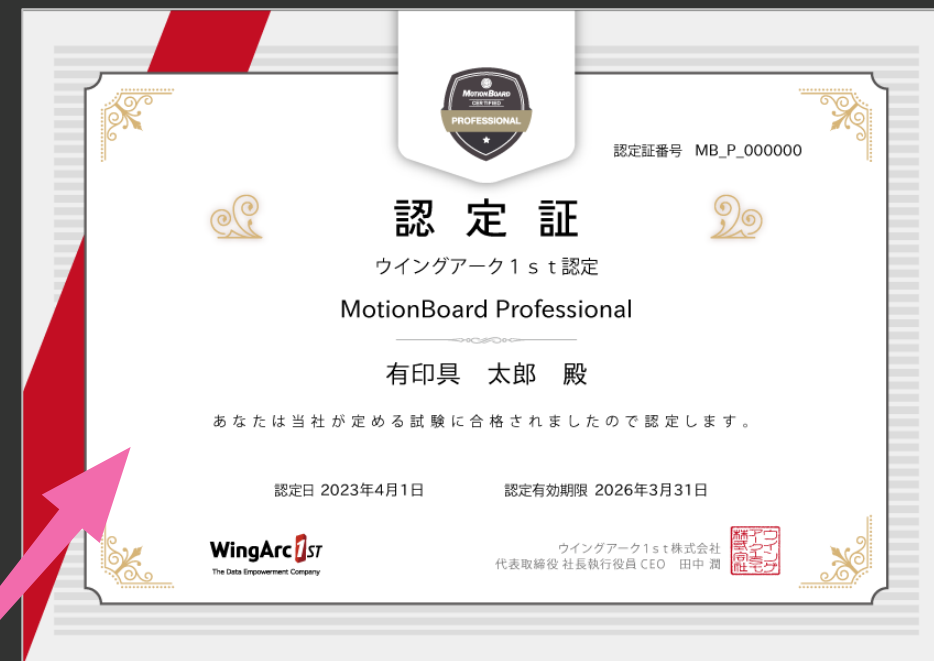 MOTIONBOARD
CERTIFIED
PROFESSIONAL
認定証番号 MB_P_000000
認定証
ウイングアーク1st認定
MotionBoard Professional
有印具 太郎 殿
あなたは当社が定める試験に合格されましたので認定します。
認定日 2023年4月1日 認定有効期限 2026年3月31日
WingArc1ST
The Data Empowerment Company
ウイングアーク1st株式会社
代表取締役 社長執行役員 CEO 田中 潤